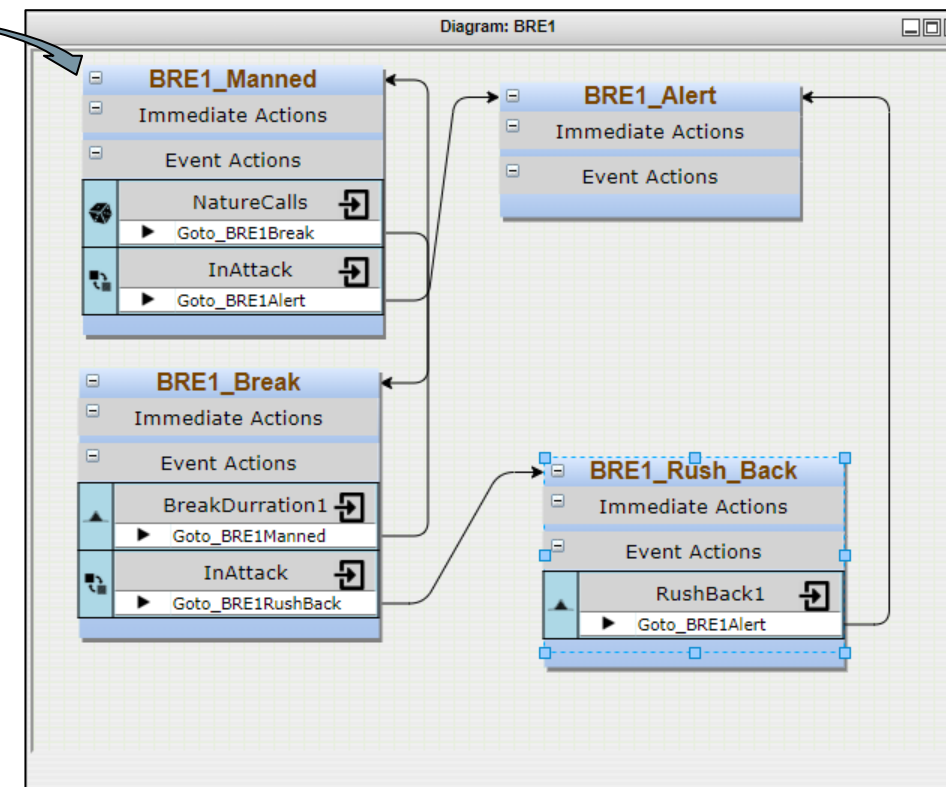 Diagram: BRE1
BRE1_Manned
Immediate Actions
Event Actions
NatureCalls
Goto_BRE1Break
InAttack
Goto_BRE1Alert
BRE1_Alert
Immediate Actions
Event Actions
BRE1_Break
Immediate Actions
Event Actions
BreakDurration1
Goto_BRE1Manned
InAttack
Goto_BRE1RushBack
BRE1_Rush_Back
Immediate Actions
Event Actions
RushBack1
Goto_BRE1Alert